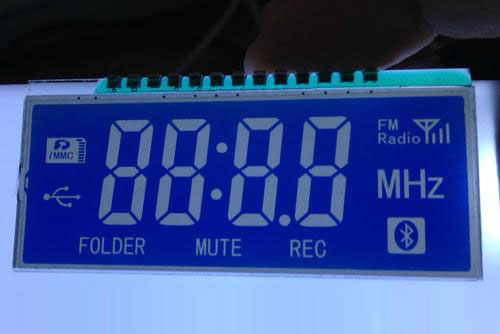 FM
Radio
/MMC
88:8.8
MHz
FOLDER MUTE REC